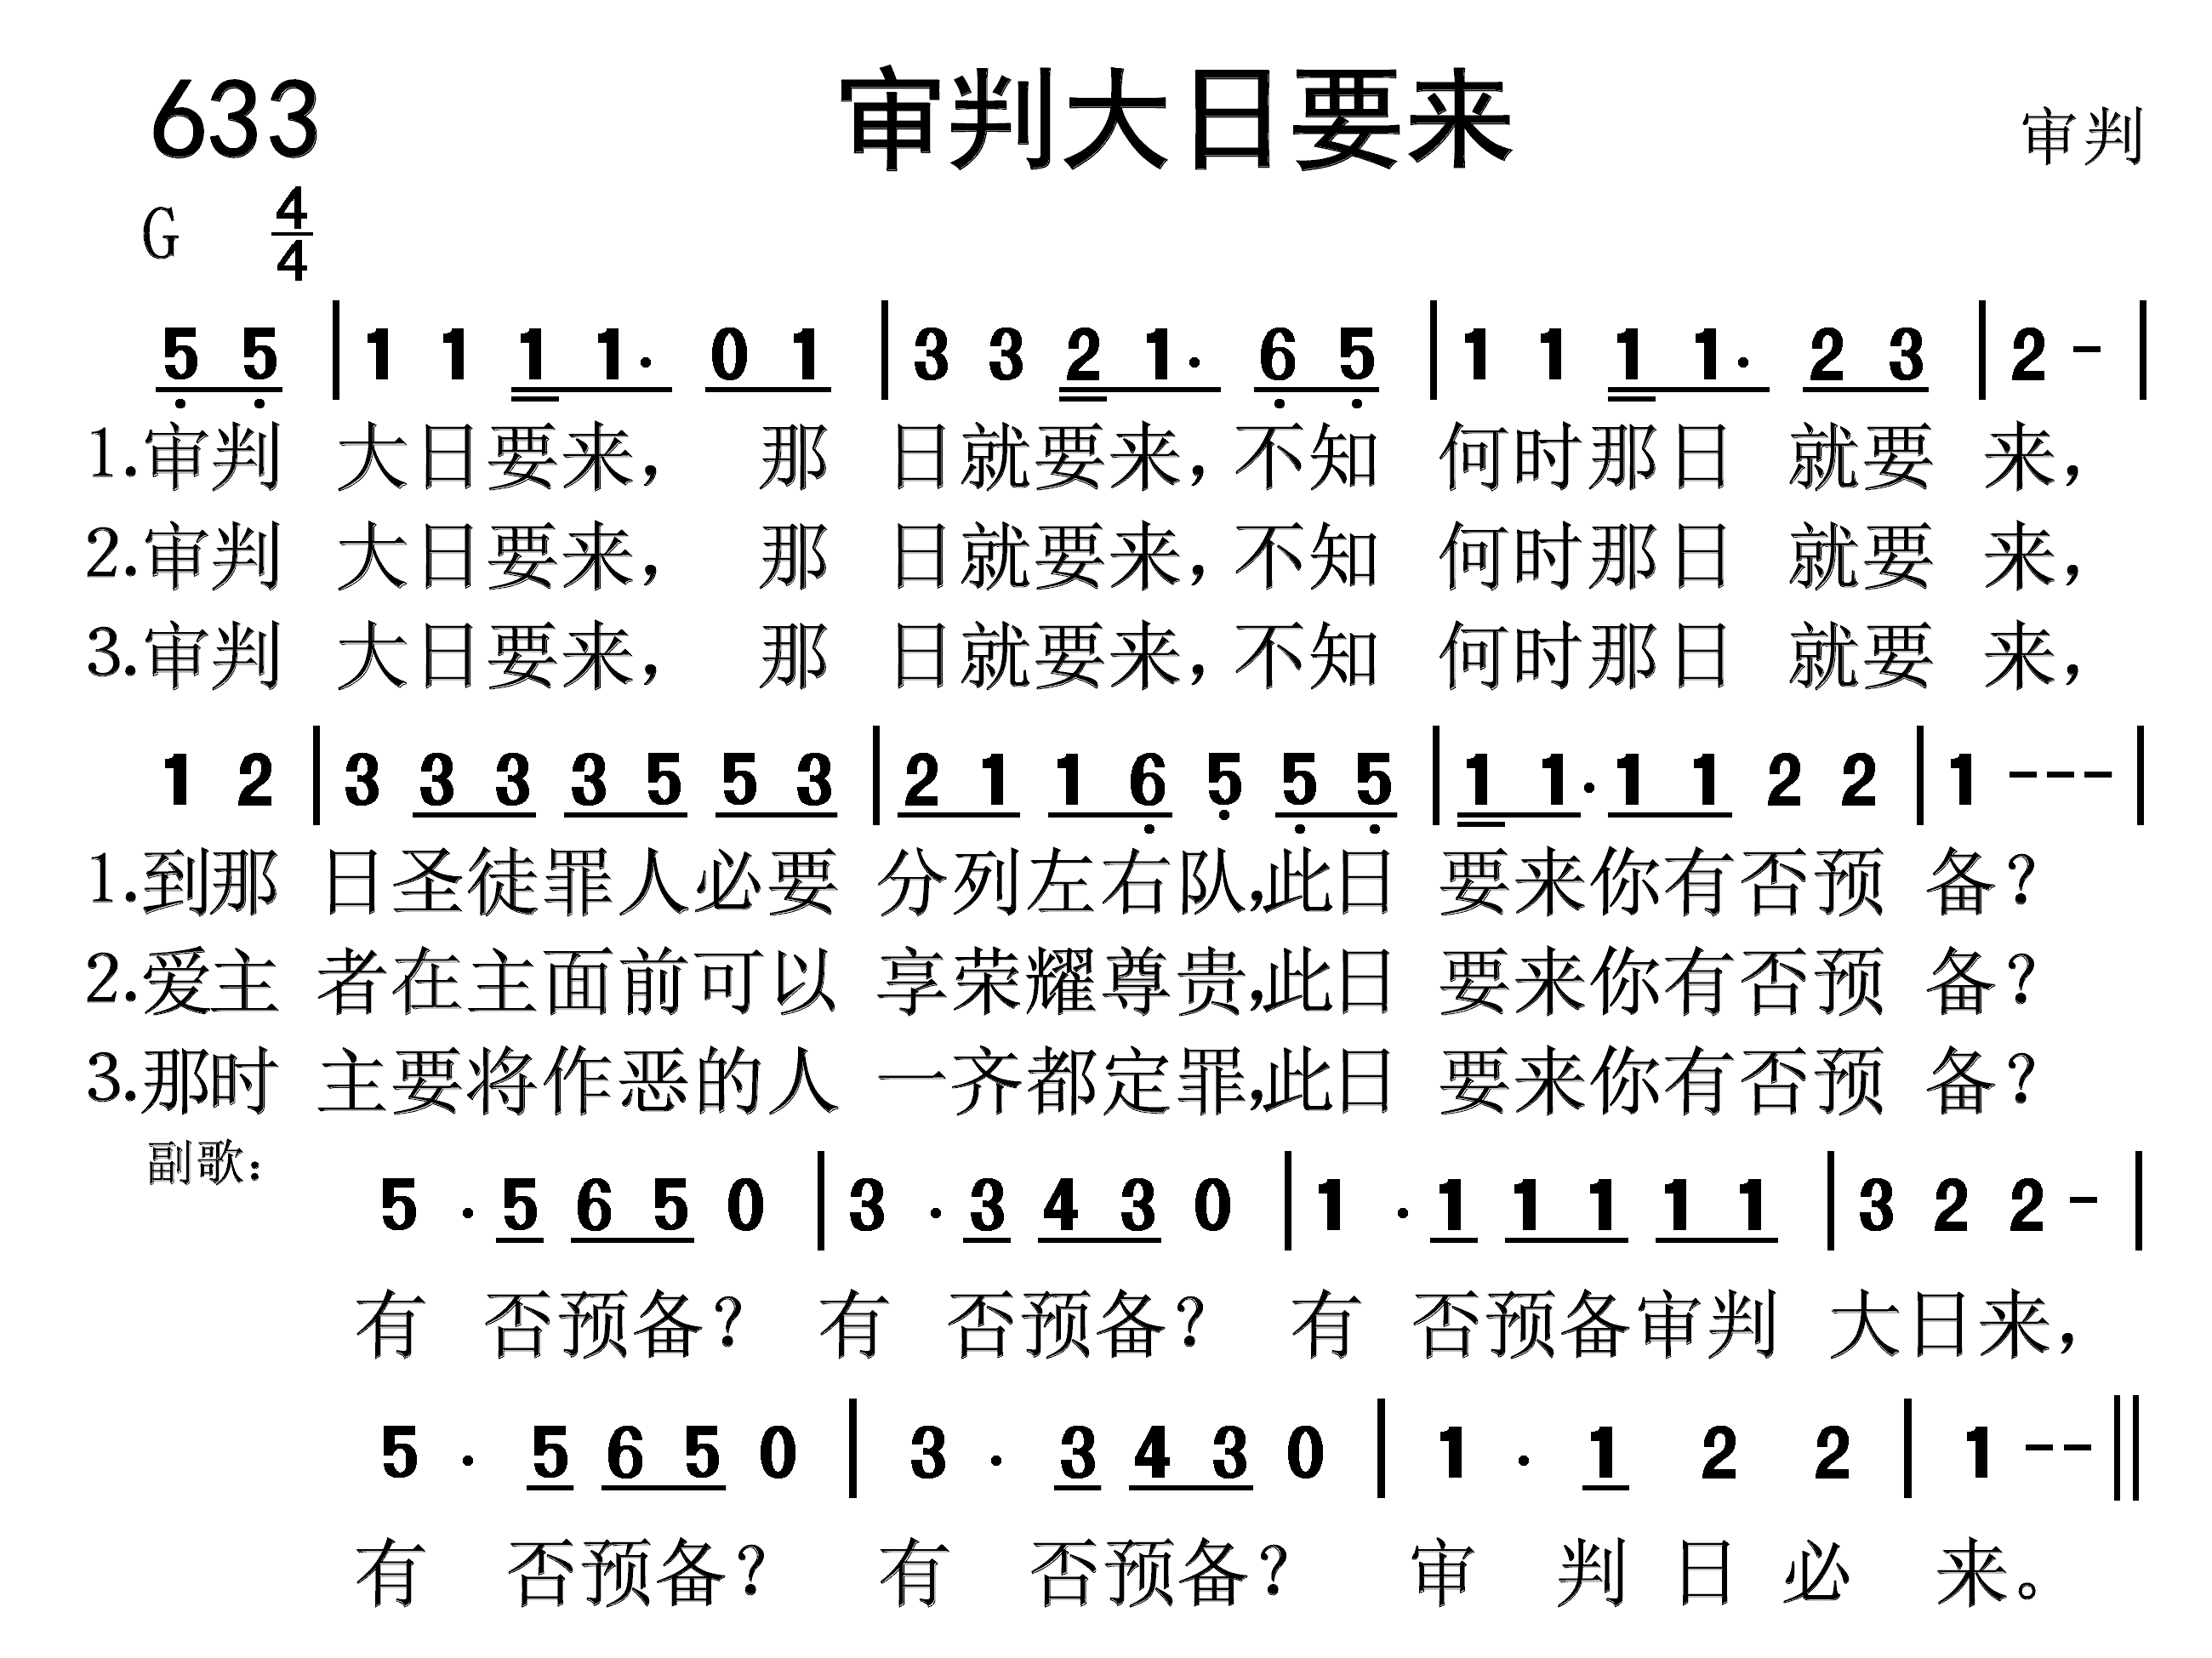 633 审判大日要来 审判
G 4/4
5 5 | 1 1 1 1· 0 1 | 3 3 2 1· 6 5 | 1 1 1 1· 2 3 | 2 - |
1.审判 大日要来， 那 日就要来，不知 何时那日 就要 来，
2.审判 大日要来， 那 日就要来，不知 何时那日 就要 来，
3.审判 大日要来， 那 日就要来，不知 何时那日 就要 来，
1 2 | 3 3 3 3 5 5 3 | 2 1 1 6 5 5 5 | 1 1· 1 1 2 2 | 1 - - - |
1.到那 日圣徒罪人必要 分列左右队，此日 要来你有否预 备？
2.爱主 者在主面前可以 享荣耀尊贵，此日 要来你有否预 备？
3.那时 主要将作恶的人 一齐都定罪，此日 要来你有否预 备？
副歌：
5 · 5 6 5 0 | 3 · 3 4 3 0 | 1 · 1 1 1 1 1 | 3 2 2 - |
有 否预备？ 有 否预备？ 有 否预备审判 大日来，
5 · 5 6 5 0 | 3 · 3 4 3 0 | 1 · 1 2 2 | 1 - - ||
有 否预备？ 有 否预备？ 审 判 日 必 来。